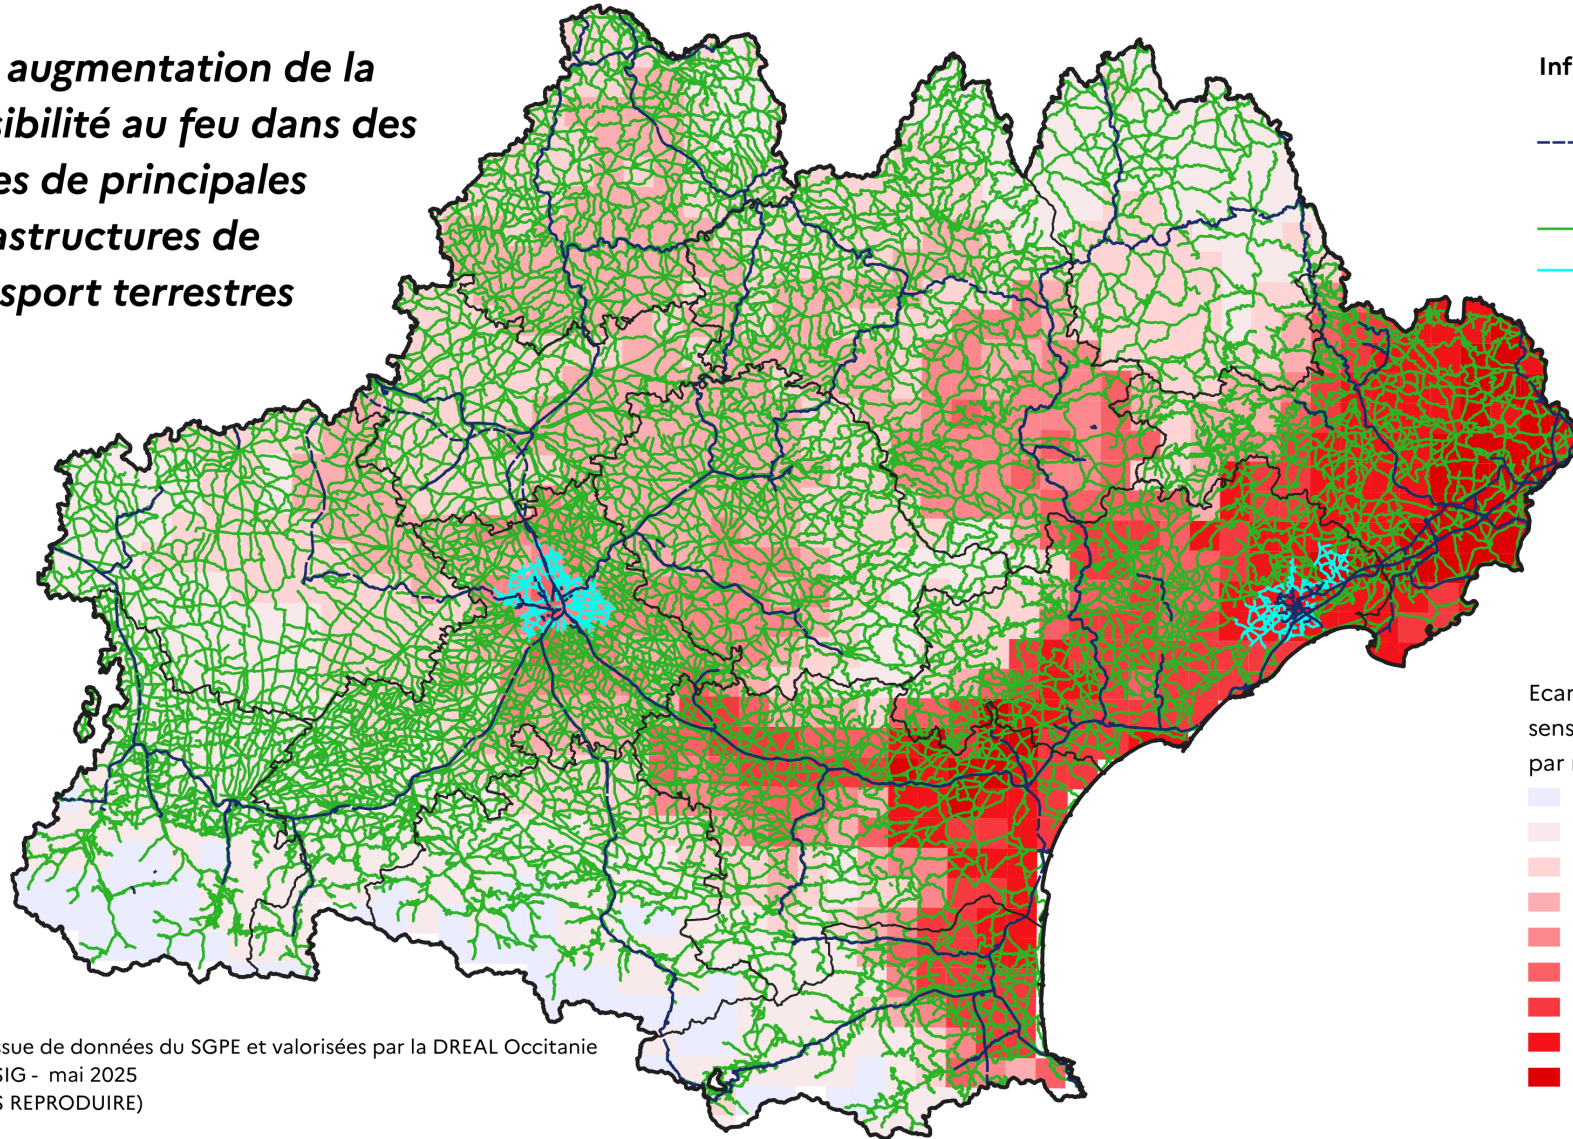 augmentation de la
sibilité au feu dans des
es de principales
astructures de
sport terrestres
Inf
Ecar
sens
par
ssue de données du SGPE et valorisées par la DREAL Occitanie
SIG - mai 2025
S REPRODUIRE)